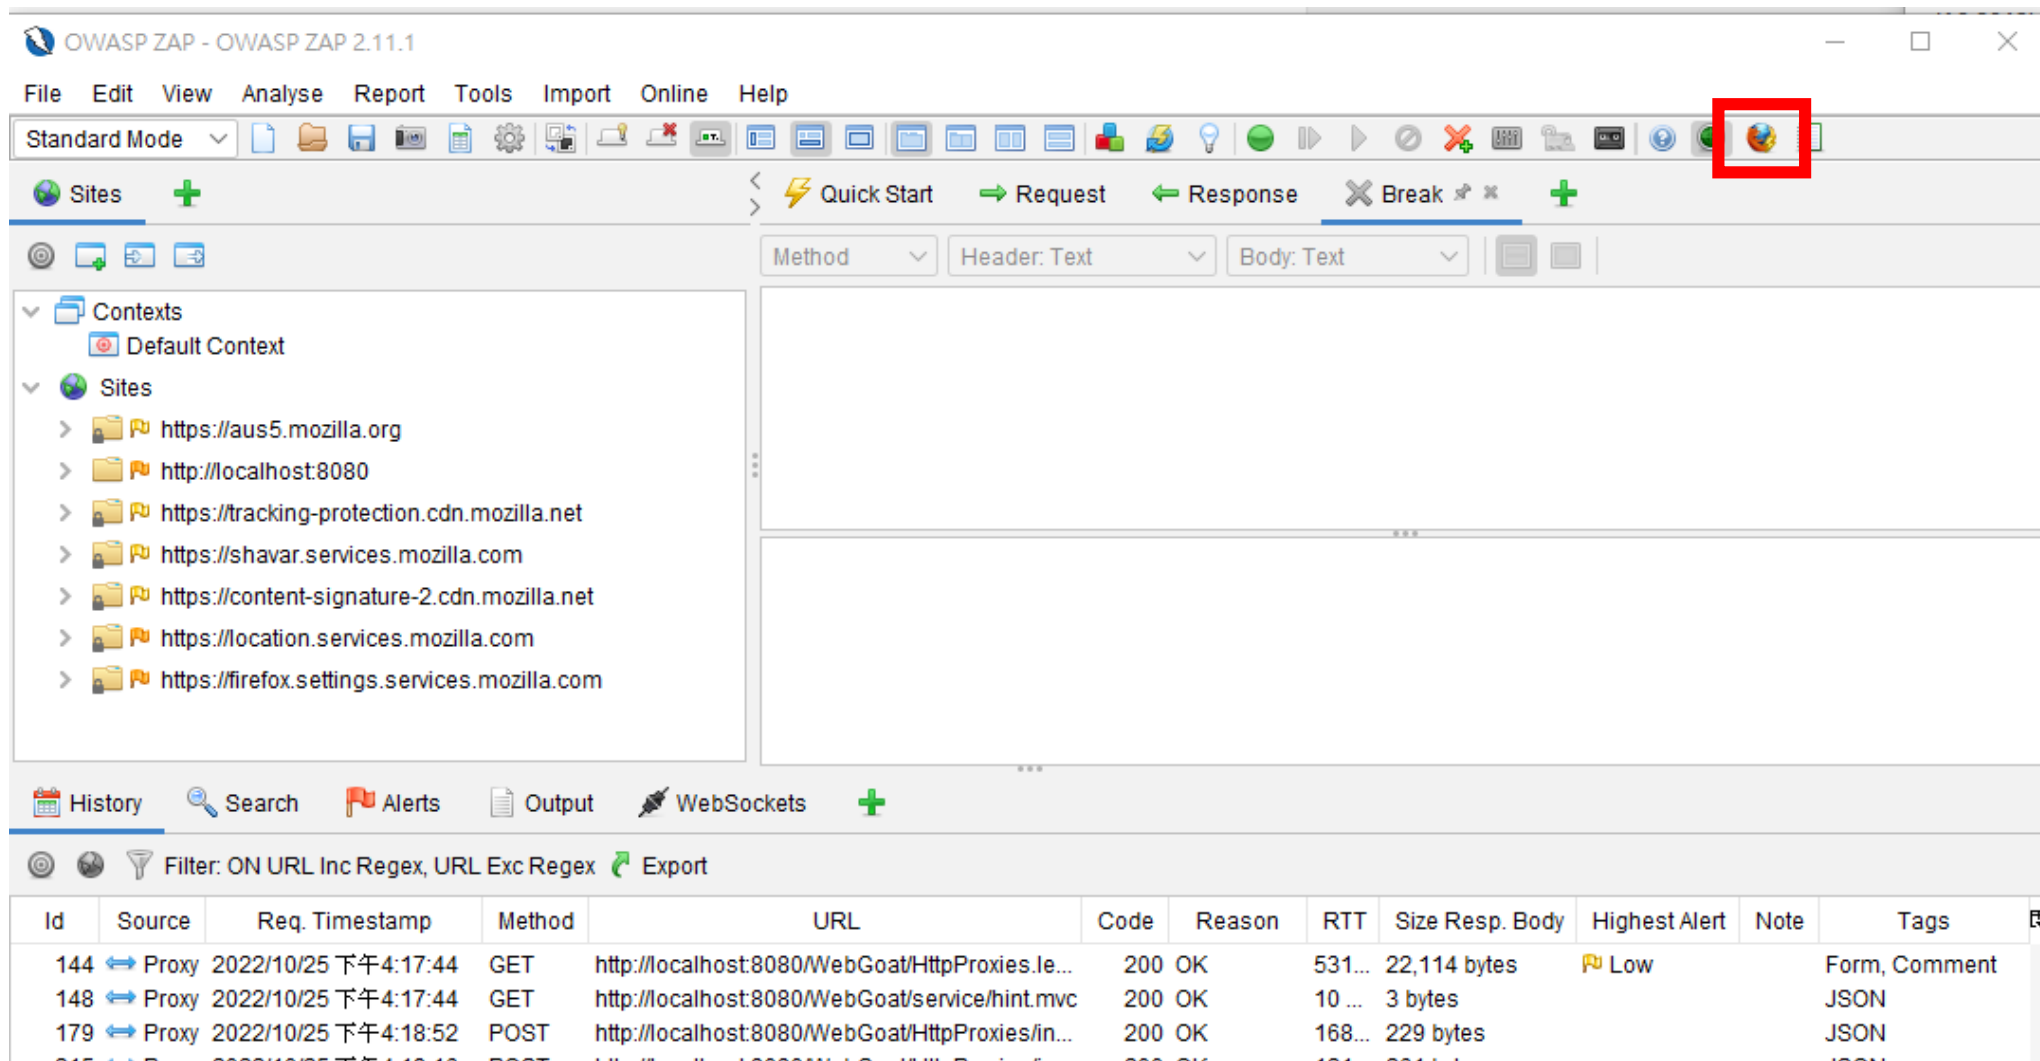 OWASP ZAP - OWASP ZAP 2.11.1
File Edit View Analyse Report Tools Import Online Help
Standard Mode
Sites
Quick Start Request Response Break
Method Header: Text Body: Text
Contexts
Default Context
Sites
https://aus5.mozilla.org
http://localhost:8080
https://tracking-protection.cdn.mozilla.net
https://shavar.services.mozilla.com
https://content-signature-2.cdn.mozilla.net
https://location.services.mozilla.com
https://firefox.settings.services.mozilla.com
History Search Alerts Output WebSockets
Filter: ON URL Inc Regex, URL Exc Regex Export
Id Source Req. Timestamp Method URL Code Reason RTT Size Resp. Body Highest Alert Note Tags
144 Proxy 2022/10/25 下午4:17:44 GET http://localhost:8080/WebGoat/HttpProxies.le... 200 OK 531... 22,114 bytes Low Form, Comment
148 Proxy 2022/10/25 下午4:17:44 GET http://localhost:8080/WebGoat/service/hint.mvc 200 OK 10 ... 3 bytes JSON
179 Proxy 2022/10/25 下午4:18:52 POST http://localhost:8080/WebGoat/HttpProxies/in... 200 OK 168... 229 bytes JSON